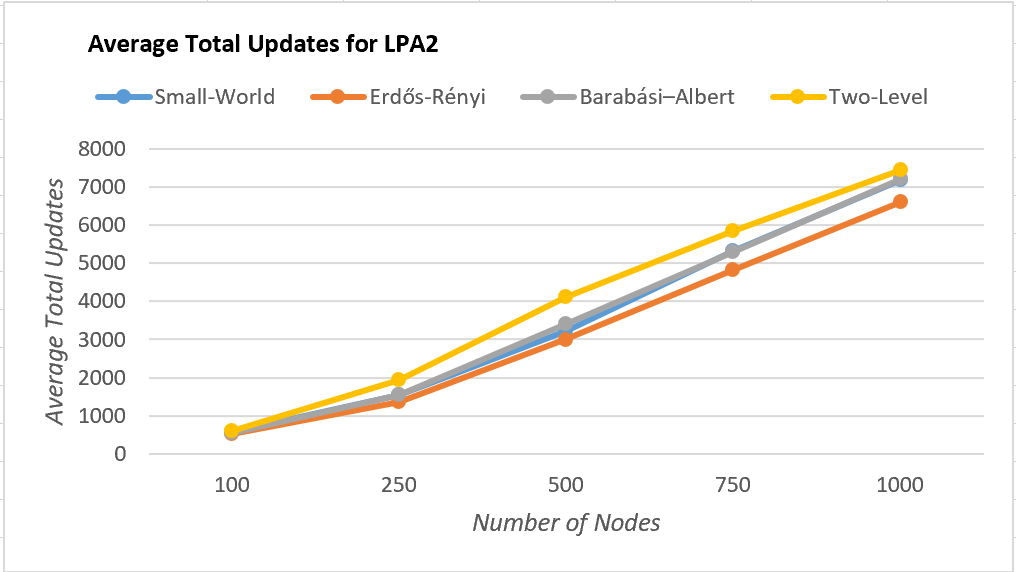 Average Total Updates for LPA2
Small-World Erdős-Rényi Barabási–Albert Two-Level
8000
7000
6000
5000
4000
3000
2000
1000
0
Average Total Updates
100 250 500 750 1000
Number of Nodes